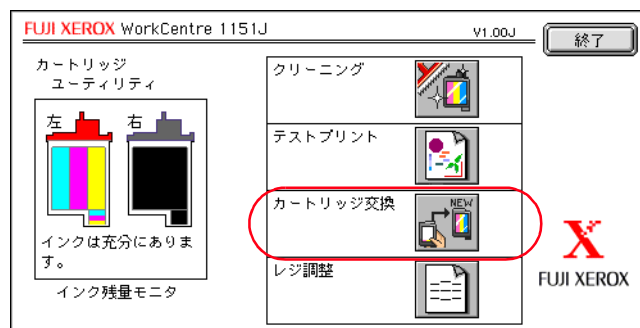 FUJI XEROX WorkCentre 1151J
V1.00J
終了
カートリッジ
ユーティリティ
左 右
インクは充分にありま
す。
インク残量モニタ
クリーニング
テストプリント
カートリッジ交換
NEW
レジ調整
X
FUJI XEROX